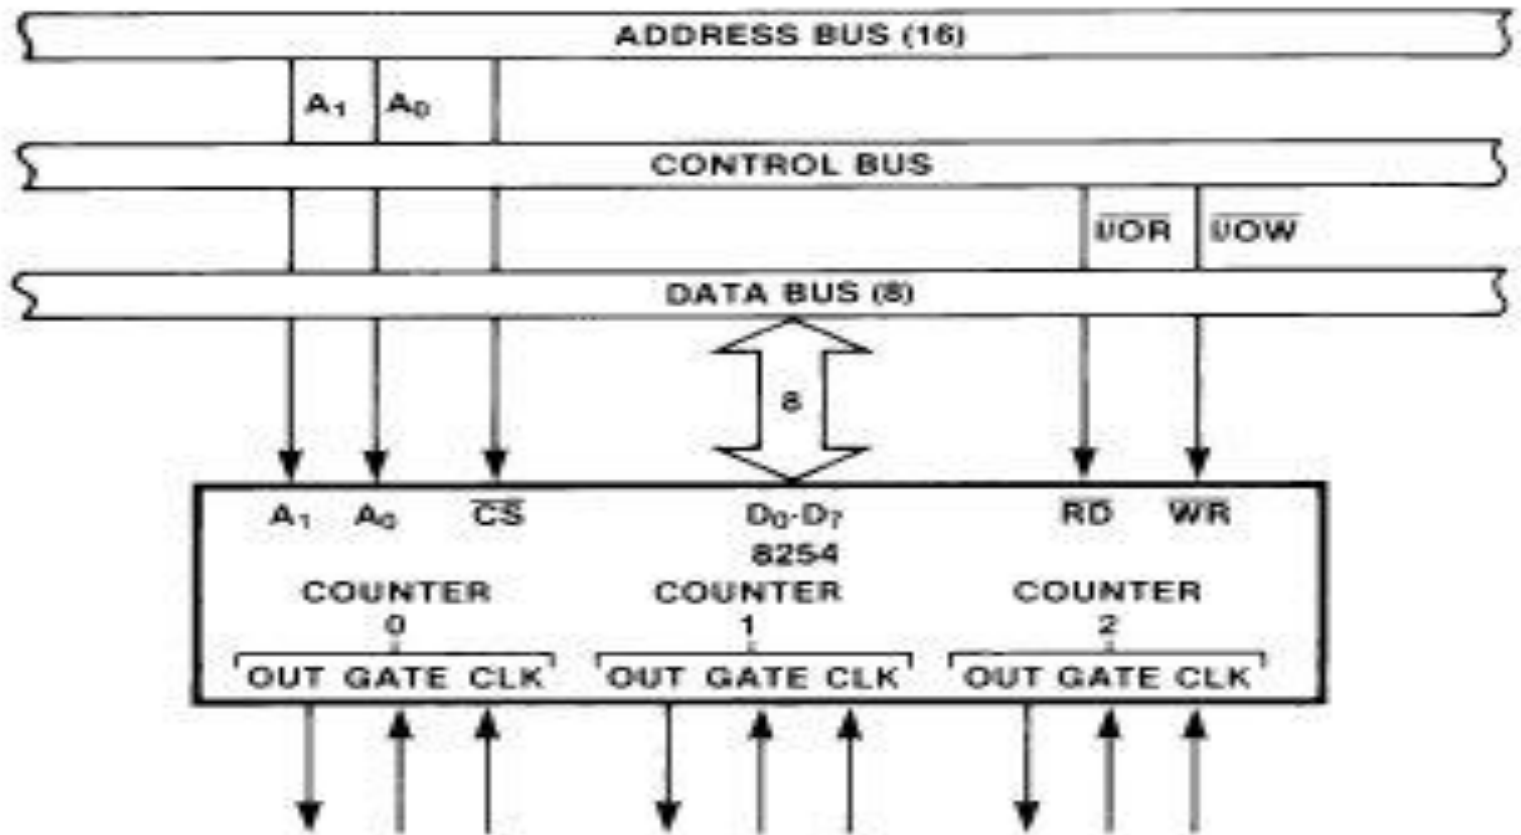 ADDRESS BUS (16)
A₁ A₀
CONTROL BUS
I/OR I/OW
DATA BUS (8)
8
A₁ A₀ CS D₀-D₇ RD WR
8254
COUNTER COUNTER COUNTER
0 1 2
OUT GATE CLK OUT GATE CLK OUT GATE CLK